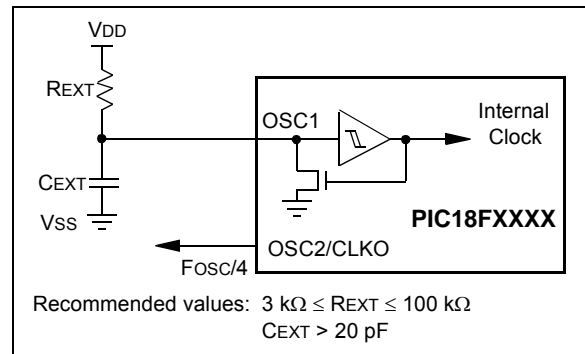 VDD
REXT
OSC1
Internal
Clock
CEXT
VSS
PIC18FXXXX
OSC2/CLKO
FOSC/4
Recommended values: 3 kΩ ≤ REXT ≤ 100 kΩ
CEXT > 20 pF